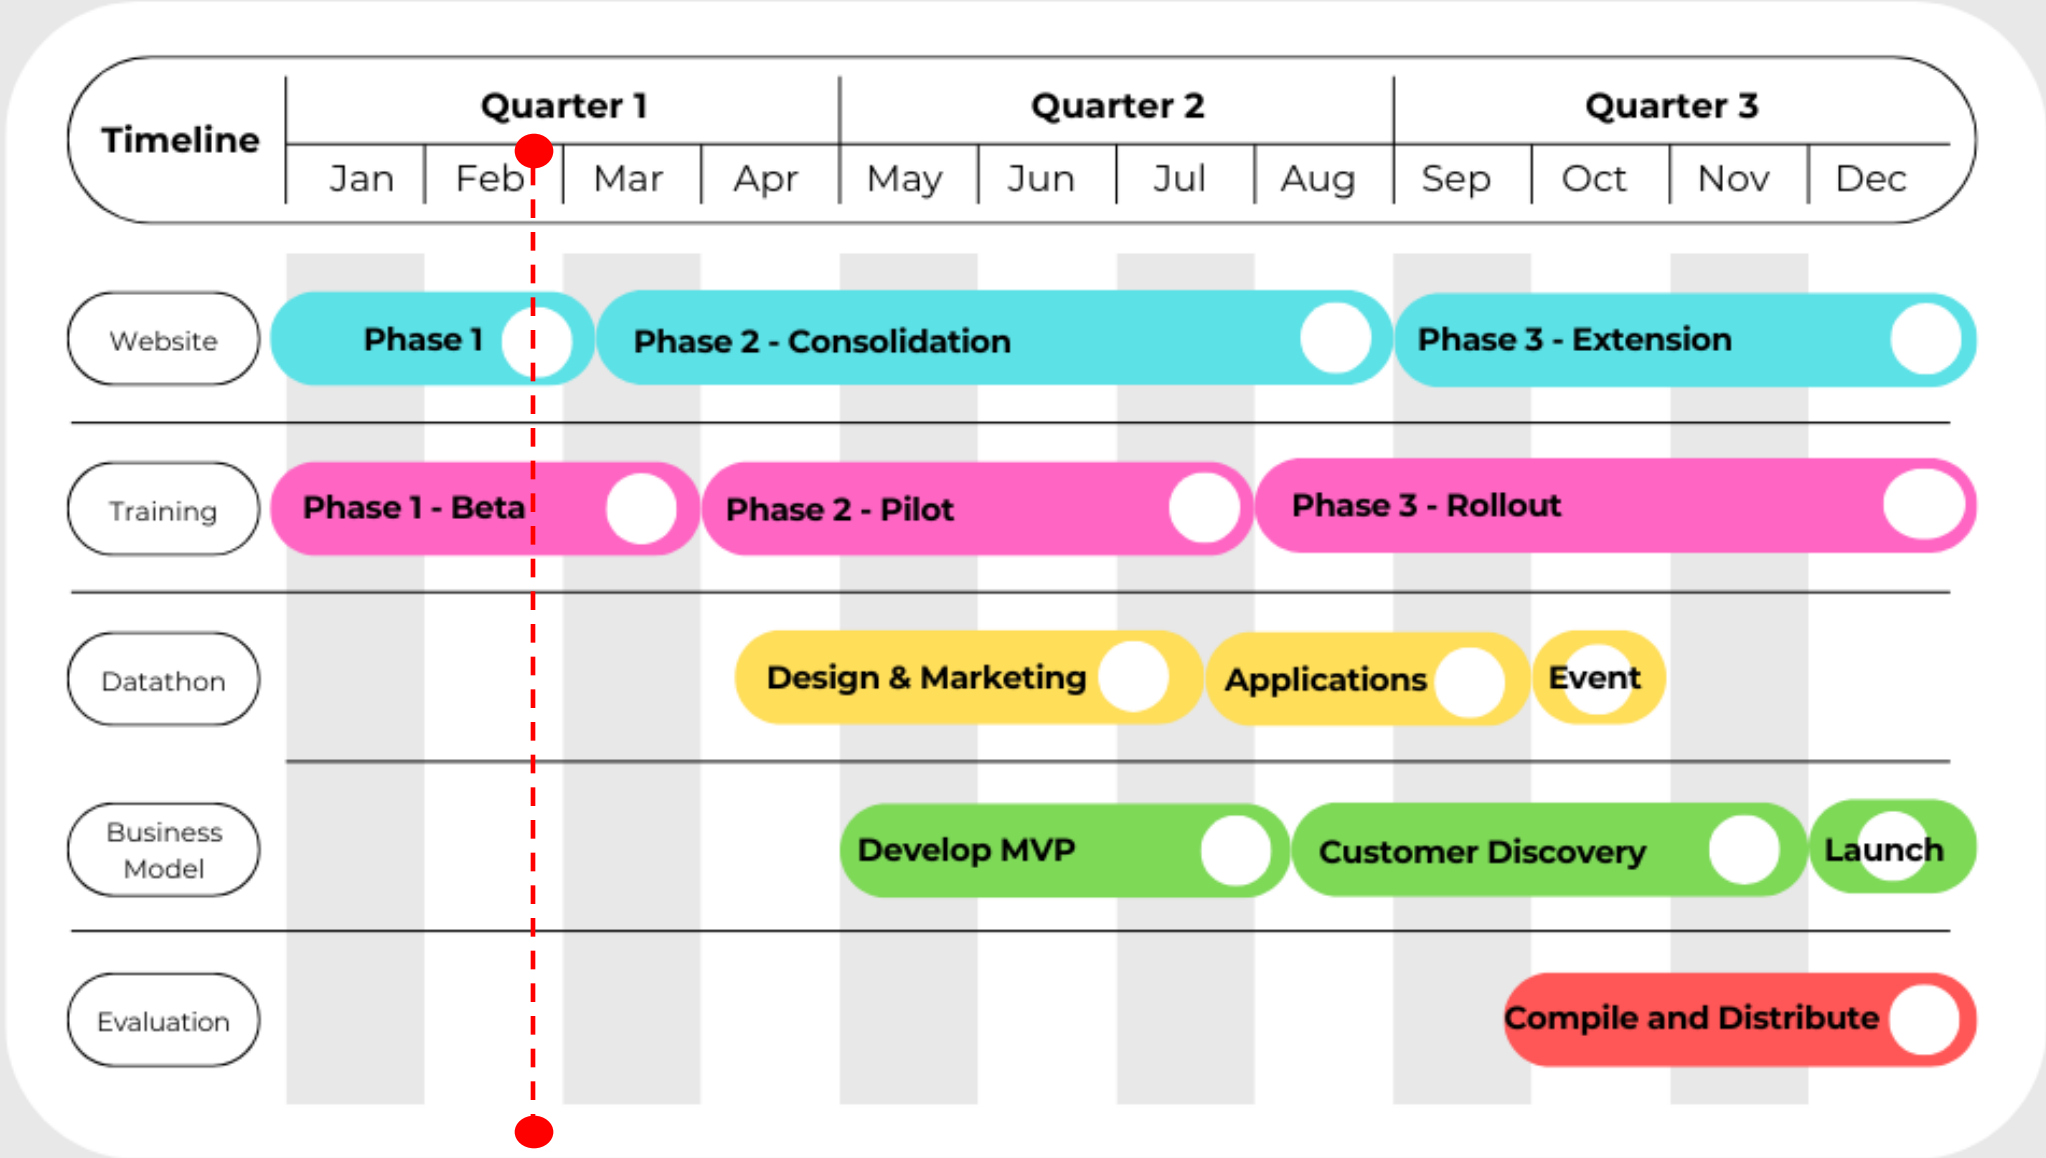 Timeline
Quarter 1 Quarter 2 Quarter 3
Jan Feb Mar Apr May Jun Jul Aug Sep Oct Nov Dec
Website
Phase 1 Phase 2 - Consolidation Phase 3 - Extension
Training
Phase 1 - Beta Phase 2 - Pilot Phase 3 - Rollout
Datathon
Design & Marketing Applications Event
Business
Model
Develop MVP Customer Discovery Launch
Evaluation
Compile and Distribute